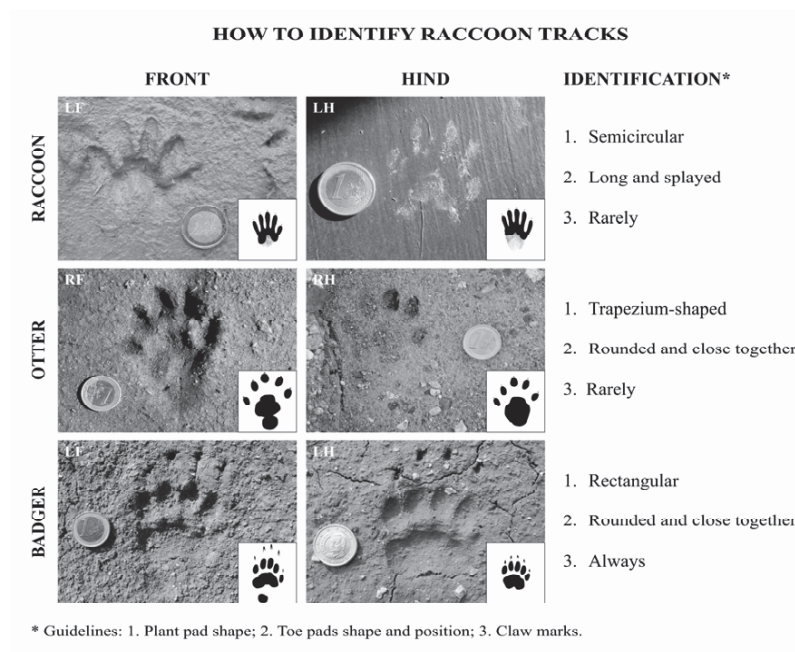 HOW TO IDENTIFY RACCOON TRACKS
FRONT
HIND
IDENTIFICATION*
RACCOON
LF
LH
1. Semicircular
2. Long and splayed
3. Rarely
OTTER
RF
RH
1. Trapezium-shaped
2. Rounded and close together
3. Rarely
BADGER
LF
LH
1. Rectangular
2. Rounded and close together
3. Always
* Guidelines: 1. Plant pad shape; 2. Toe pads shape and position; 3. Claw marks.